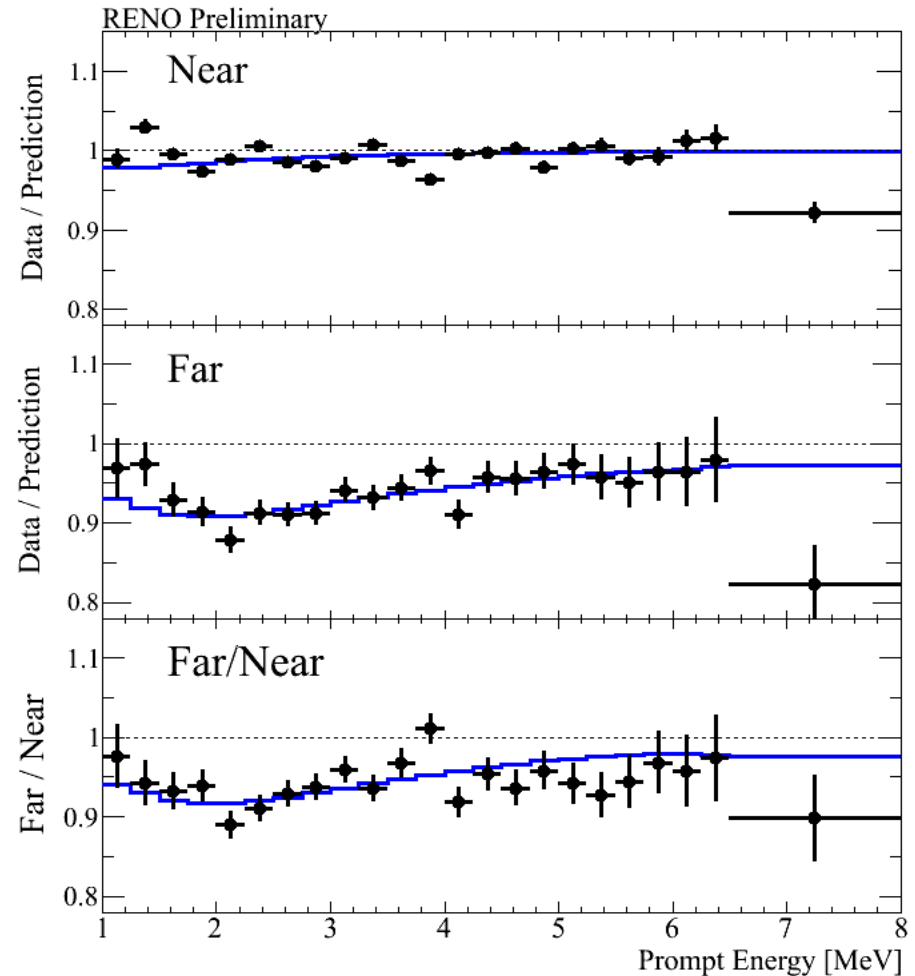 RENO Preliminary
Near
Data / Prediction
1.1
1
0.9
0.8
Far
Data / Prediction
1.1
1
0.9
0.8
Far/Near
Far / Near
1.1
1
0.9
0.8
1 2 3 4 5 6 7 8
Prompt Energy [MeV]